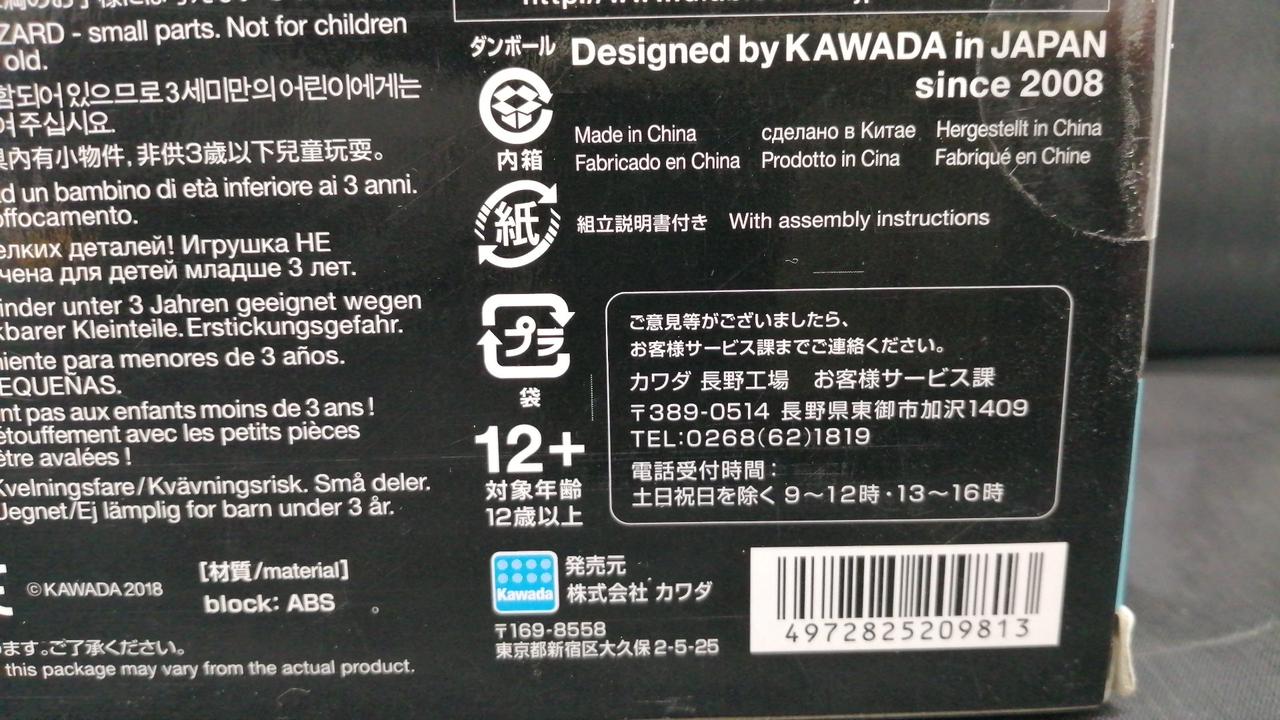 ZARD - small parts. Not for children
old.
함되어 있으므로 3세미만의 어린이에게는
여 주십시요.
內有小物件, 非供3歲以下兒童玩耍。
ad un bambino di età inferiore ai 3 anni.
offocamento.
елких деталей! Игрушка НЕ
чена для детей младше 3 лет.
inder unter 3 Jahren geeignet wegen
kbarer Kleinteile. Erstickungsgefahr.
niente para menores de 3 años.
EQUEÑAS.
nt pas aux enfants moins de 3 ans !
étouffement avec les petits pièces
être avalées !
Kvelningsfare/Kvävningsrisk. Små deler.
Jegnet/Ej lämplig for barn under 3 år.
©KAWADA 2018
[材質/material]
block: ABS
ます。ご了承ください。
this package may vary from the actual product.
ダンボール
内箱
紙
プラ
袋
12+
対象年齢
12歳以上
Designed by KAWADA in JAPAN
since 2008
Made in China сделано в Китае Hergestellt in China
Fabricado en China Prodotto in Cina Fabriqué en Chine
組立説明書付き With assembly instructions
ご意見等がございましたら、
お客様サービス課までご連絡ください。
カワダ 長野工場 お客様サービス課
〒389-0514 長野県東御市加沢1409
TEL:0268(62)1819
電話受付時間：
土日祝日を除く 9〜12時・13〜16時
Kawada
発売元
株式会社 カワダ
〒169-8558
東京都新宿区大久保2-5-25
4972825209813